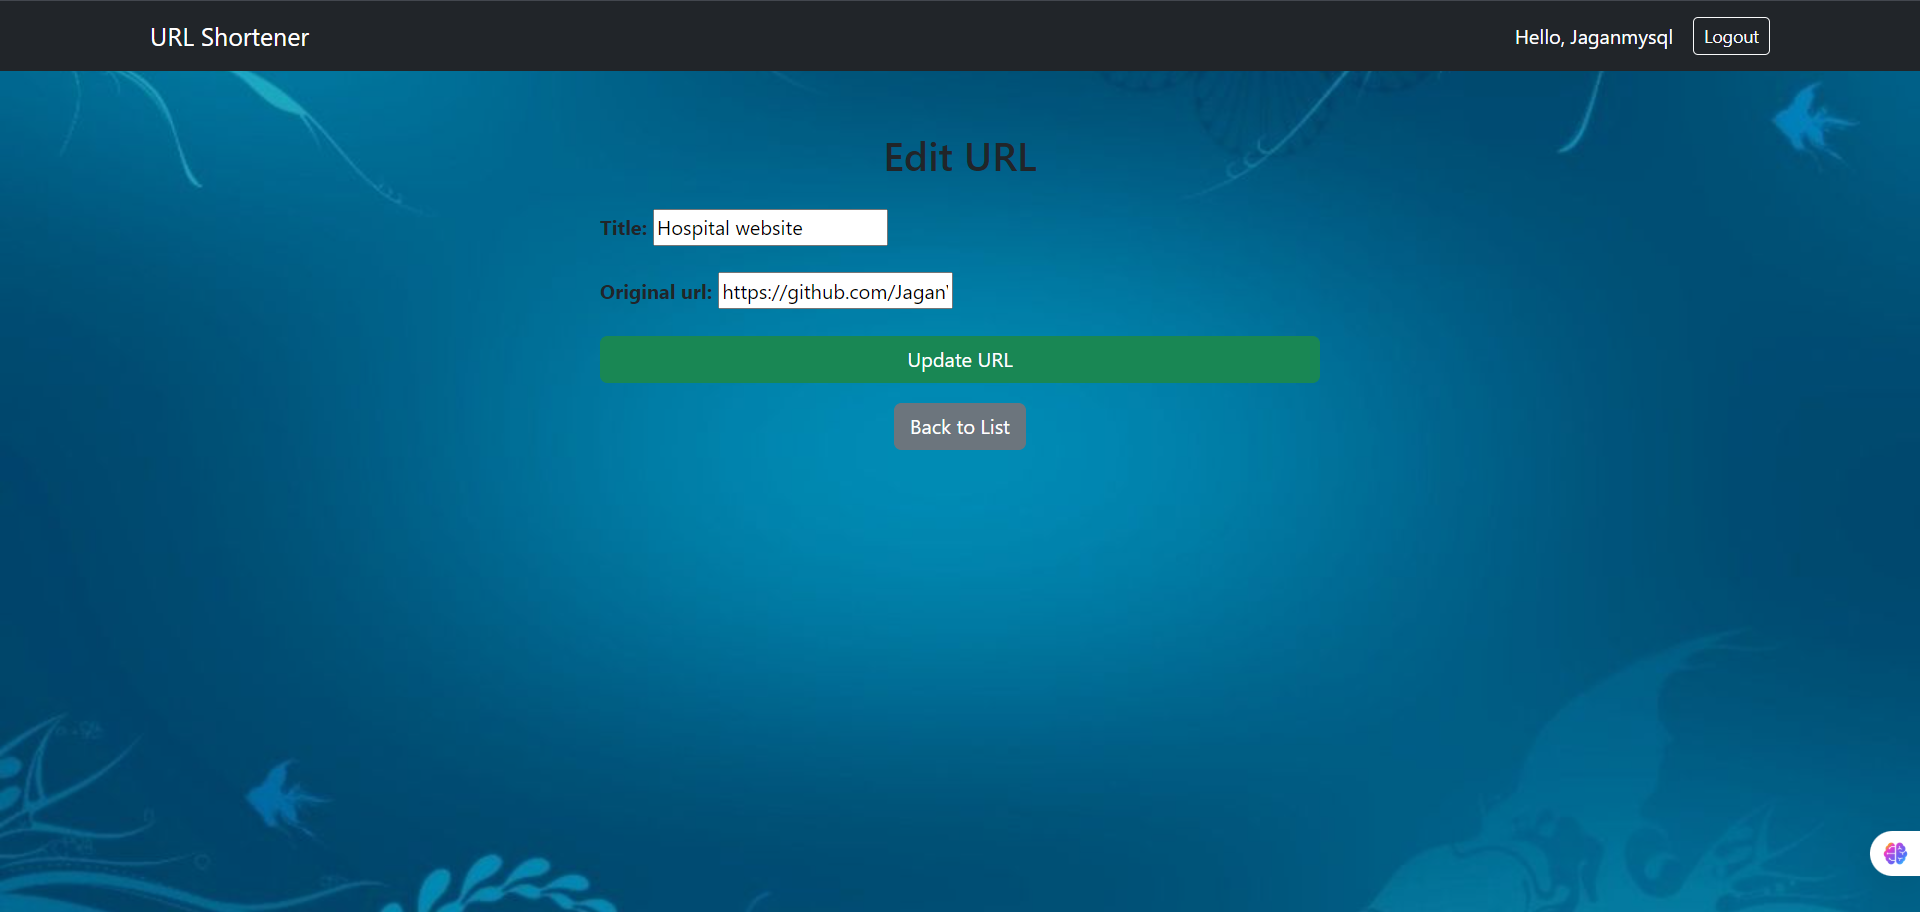 URL Shortener
Hello, Jaganmysql
Logout
Edit URL
Title: Hospital website
Original url: https://github.com/Jagan
Update URL
Back to List